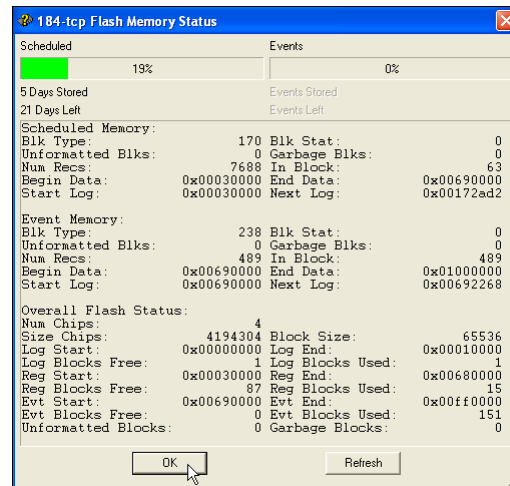 184-tcp Flash Memory Status
Scheduled Events
19% 0%
5 Days Stored Events Stored
21 Days Left Events Left
Scheduled Memory:
Blk Type: 170 Blk Stat: 0
Unformatted Blks: 0 Garbage Blks: 0
Num Recs: 7688 In Block: 63
Begin Data: 0x00030000 End Data: 0x00690000
Start Log: 0x00030000 Next Log: 0x00172ad2
Event Memory:
Blk Type: 238 Blk Stat: 0
Unformatted Blks: 0 Garbage Blks: 0
Num Recs: 489 In Block: 489
Begin Data: 0x00690000 End Data: 0x01000000
Start Log: 0x00690000 Next Log: 0x00692268
Overall Flash Status:
Num Chips: 4
Size Chips: 4194304 Block Size: 65536
Log Start: 0x00000000 Log End: 0x00010000
Log Blocks Free: 1 Log Blocks Used: 1
Reg Start: 0x00030000 Reg End: 0x00680000
Reg Blocks Free: 87 Reg Blocks Used: 15
Evt Start: 0x00690000 Evt End: 0x00ff0000
Evt Blocks Free: 0 Evt Blocks Used: 151
Unformatted Blocks: 0 Garbage Blocks: 0
OK Refresh